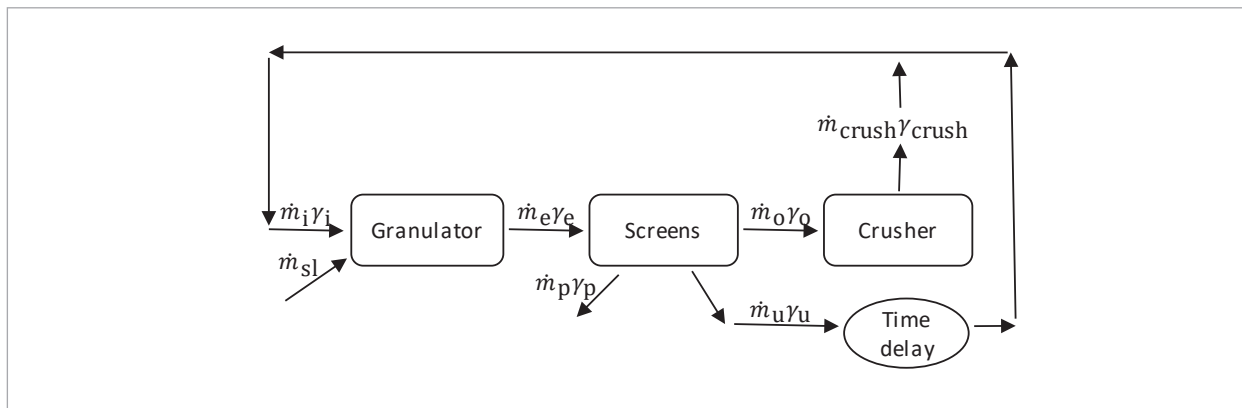 ṁcrushγcrush
ṁiγi
Granulator
ṁeγe
Screens
ṁoγo
Crusher
ṁsl
ṁpγp
ṁuγu
Time
delay